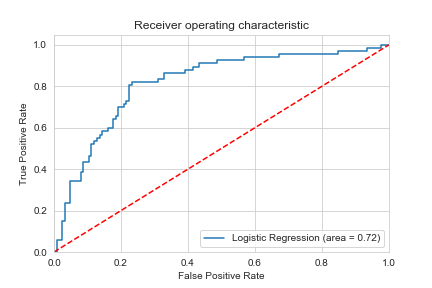 Receiver operating characteristic
1.0
0.8
0.6
0.4
0.2
0.0
True Positive Rate
Logistic Regression (area = 0.72)
0.0 0.2 0.4 0.6 0.8 1.0
False Positive Rate